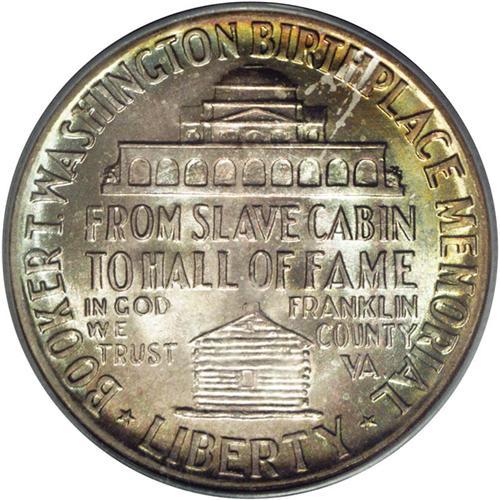 BOOKER T. WASHINGTON BIRTHPLACE MEMORIAL
FROM SLAVE CABIN
TO HALL OF FAME
IN GOD
WE
TRUST
FRANKLIN
COUNTY
VA.
LIBERTY